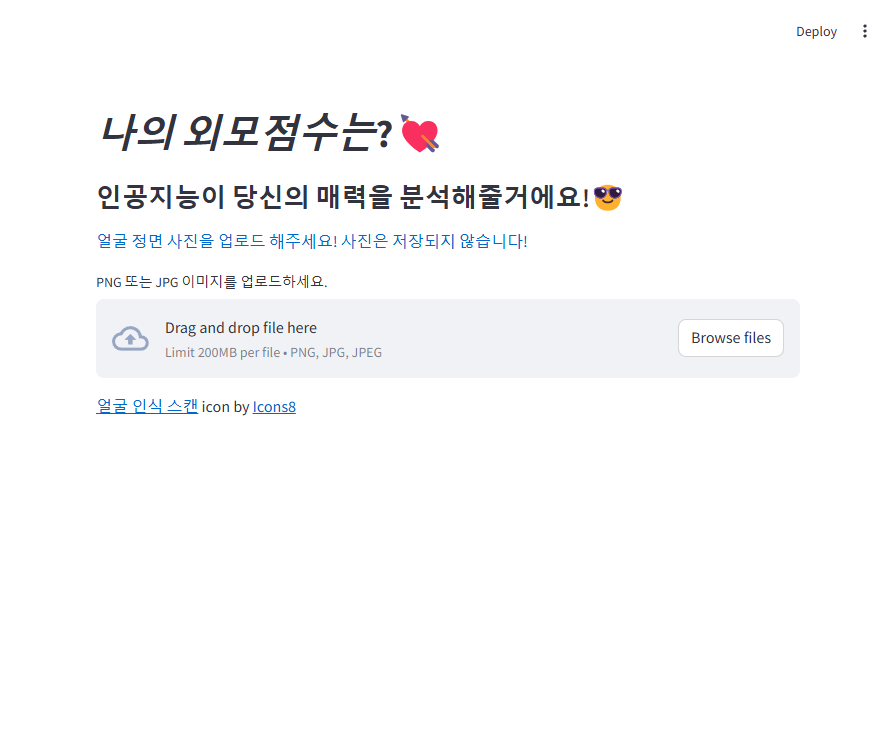 Deploy
나의 외모점수는?💘
인공지능이 당신의 매력을 분석해줄거에요!😎
얼굴 정면 사진을 업로드 해주세요! 사진은 저장되지 않습니다!
PNG 또는 JPG 이미지를 업로드하세요.
Drag and drop file here
Limit 200MB per file • PNG, JPG, JPEG
Browse files
얼굴 인식 스캔 icon by Icons8